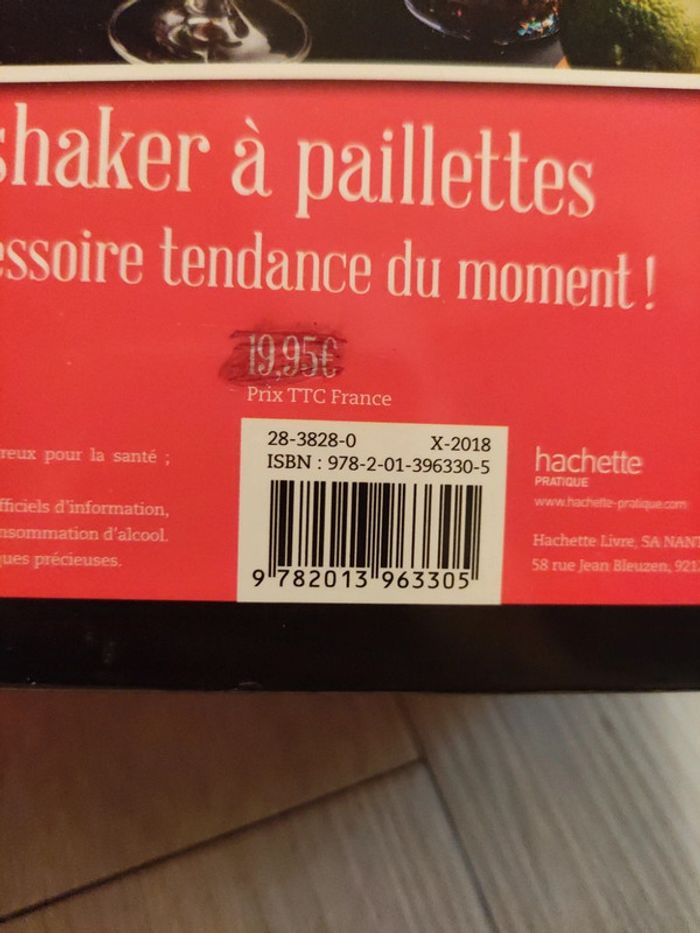 shaker à paillettes
essoire tendance du moment !
19,95€
Prix TTC France
28-3828-0 X-2018
ISBN : 978-2-01-396330-5
9 782013 963305
reux pour la santé ;
fficiels d'information,
nsommation d'alcool.
ques précieuses.
hachette
PRATIQUE
www.hachette-pratique.com
Hachette Livre, SA NANT
58 rue Jean Bleuzen, 921